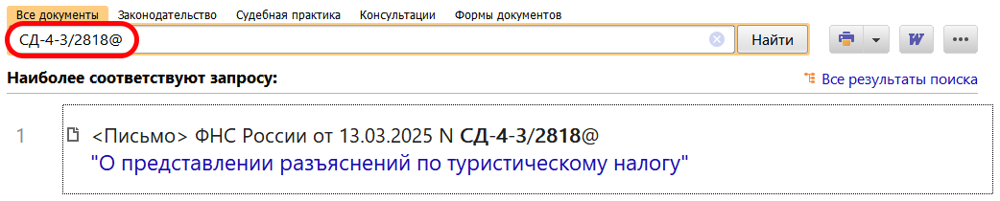 Все документы Законодательство Судебная практика Консультации Формы документов
СД-4-3/2818@ Найти W
Наиболее соответствуют запросу: Все результаты поиска
1 <Письмо> ФНС России от 13.03.2025 N СД-4-3/2818@
"О представлении разъяснений по туристическому налогу"